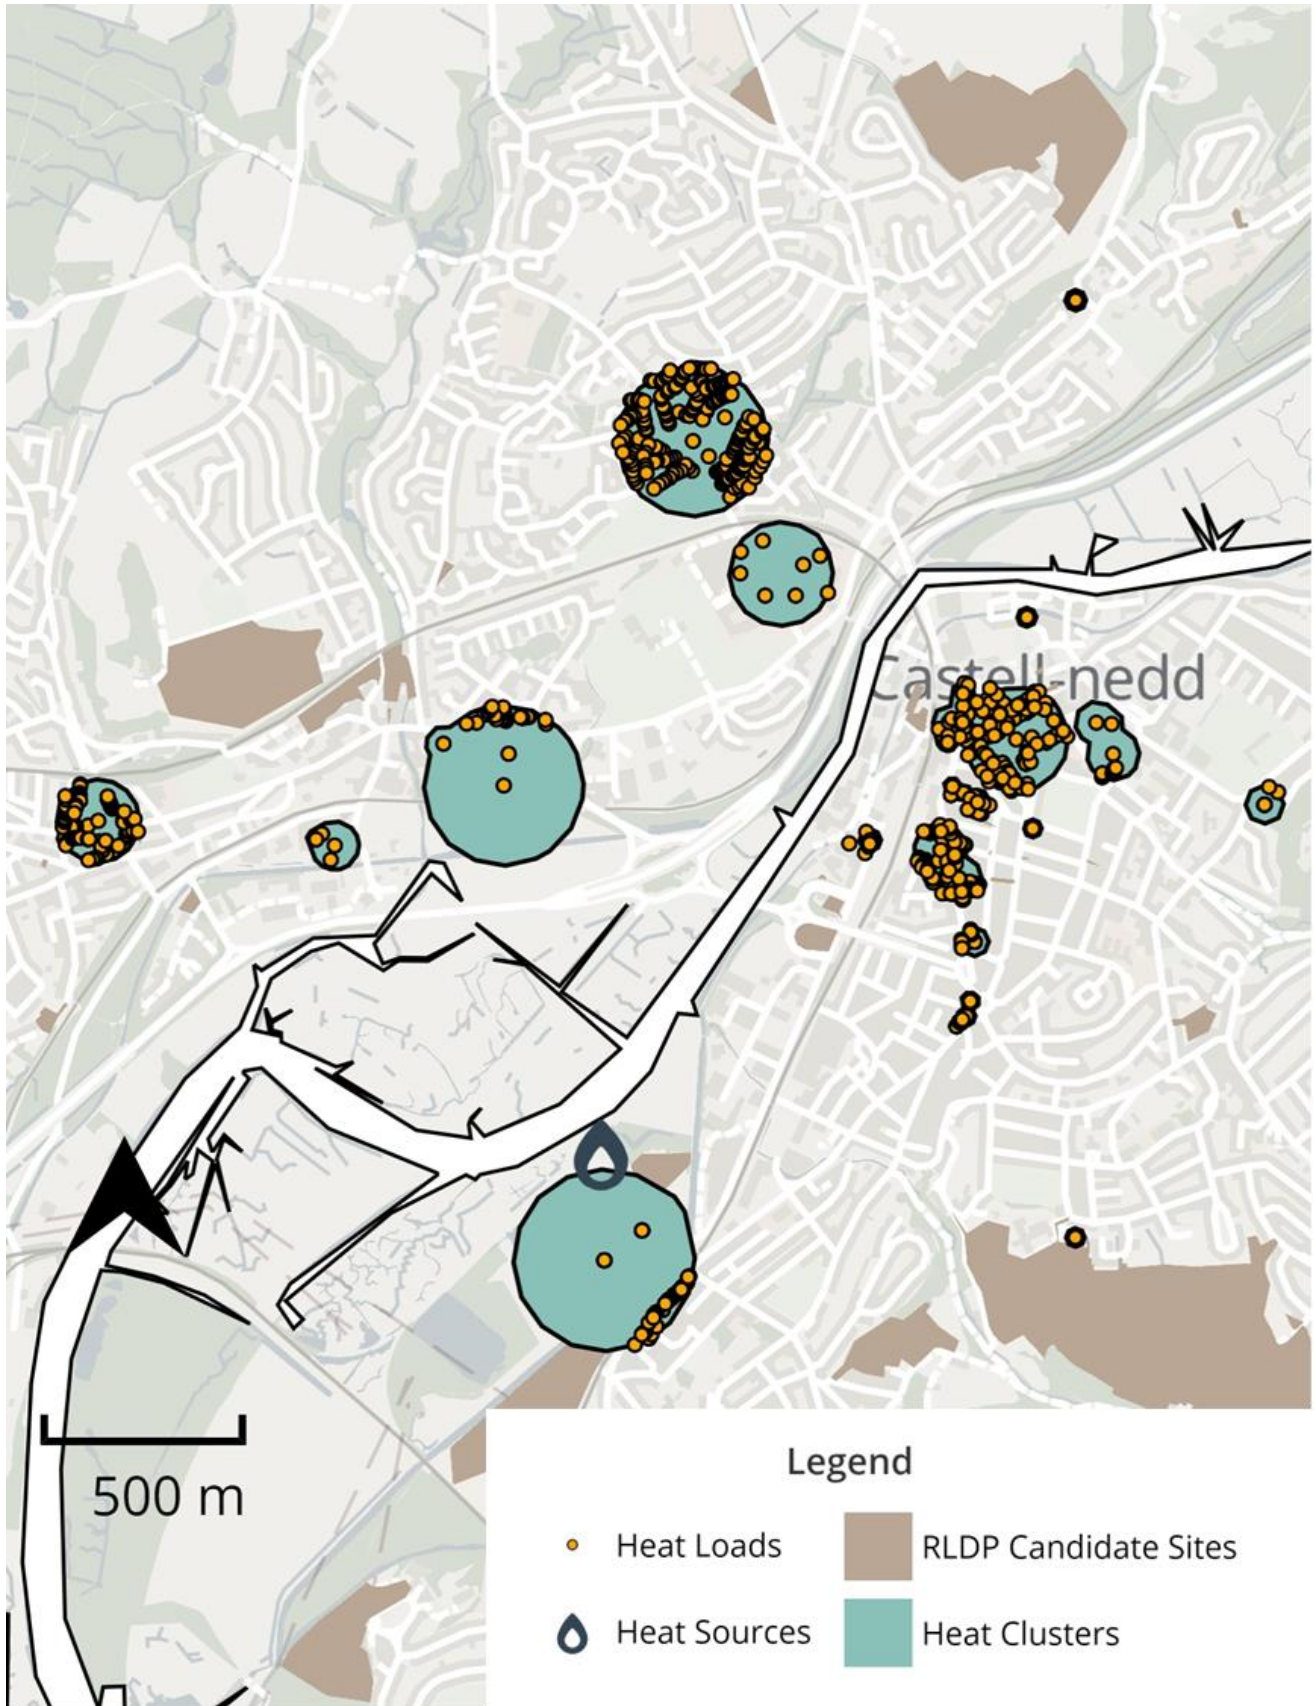 Castell-nedd
500 m
Legend
Heat Loads
RLDP Candidate Sites
Heat Sources
Heat Clusters